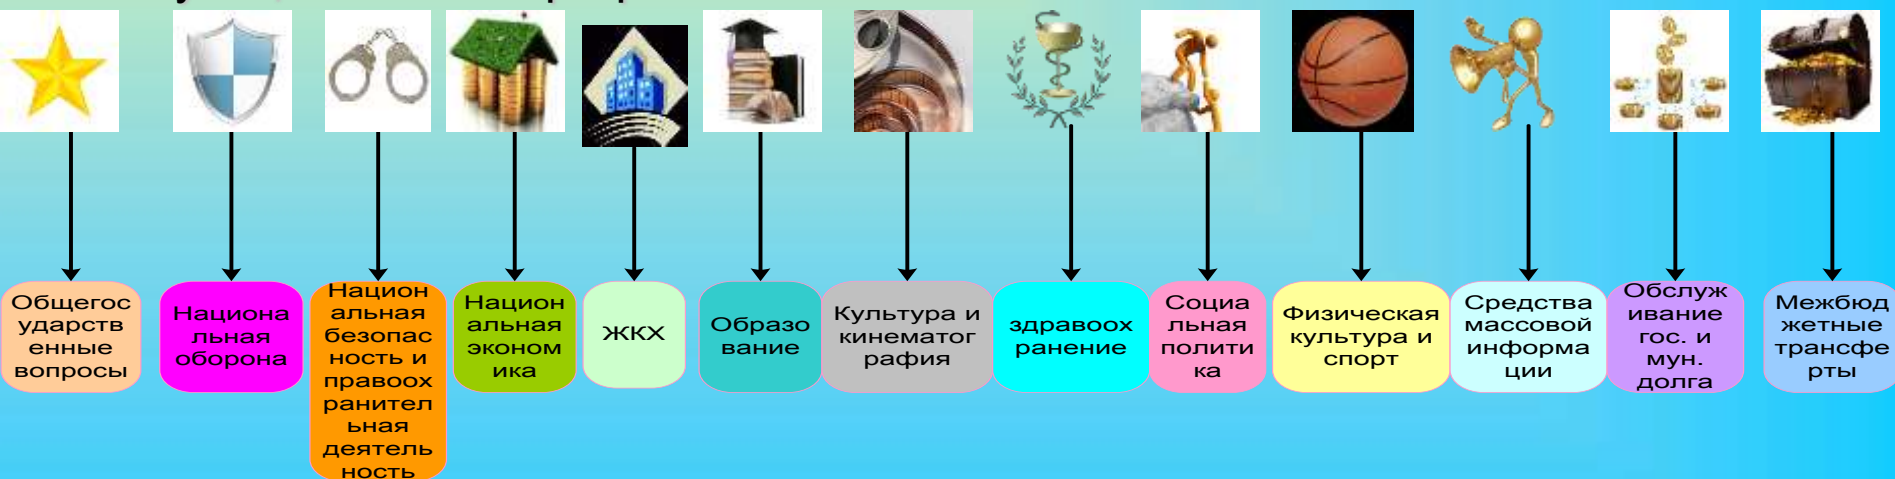 Общегос
ударств
енные
вопросы
Национа
льная
оборона
Национ
альная
безопас
ность и
правоох
ранител
ьная
деятель
ность
Национ
альная
эконом
ика
ЖКХ
Образо
вание
Культура и
кинематог
рафия
здравоох
ранение
Социа
льная
полити
ка
Физическая
культура и
спорт
Средства
массовой
информа
ции
Обслуж
ивание
гос. и
мун.
долга
Межбюд
жетные
трансфе
рты